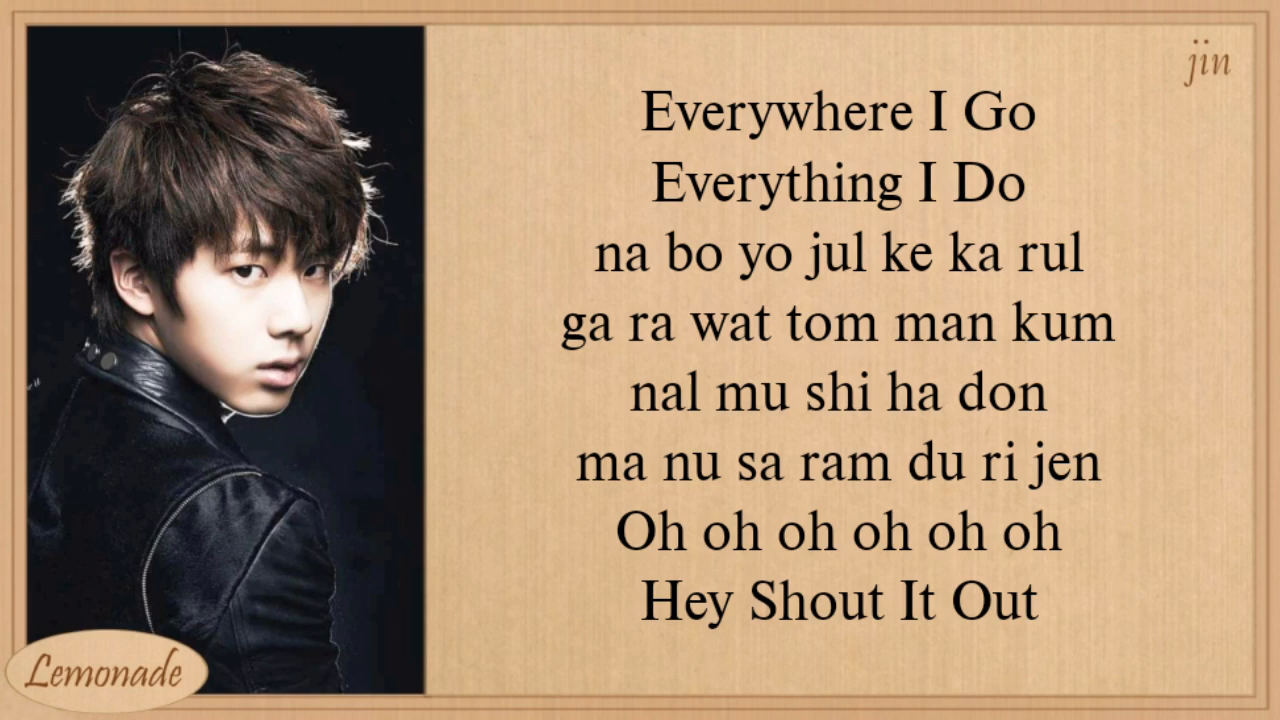 jin
Everywhere I Go
Everything I Do
na bo yo jul ke ka rul
ga ra wat tom man kum
nal mu shi ha don
ma nu sa ram du ri jen
Oh oh oh oh oh oh
Hey Shout It Out
Lemonade